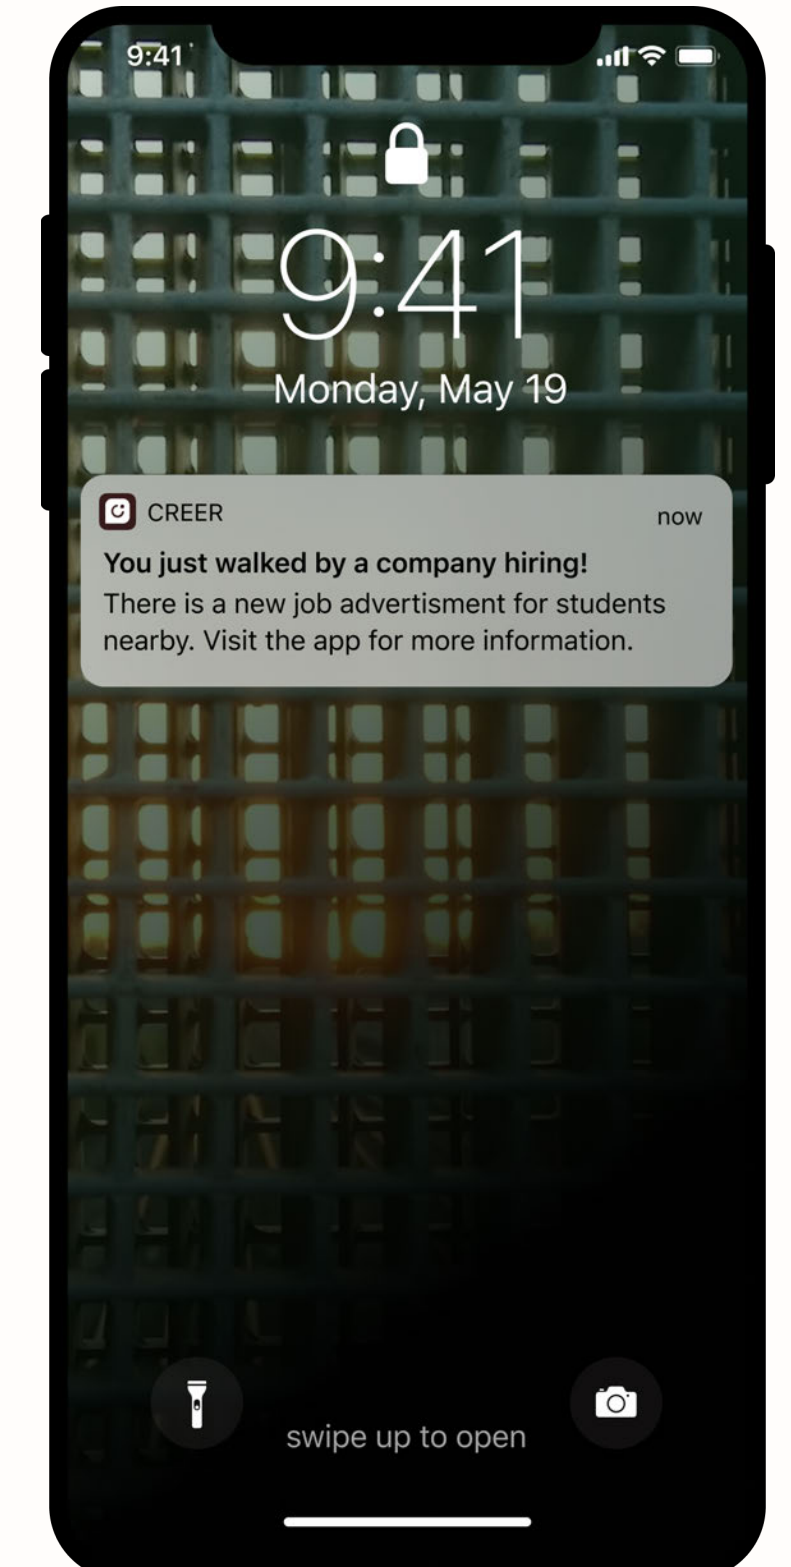 9:41
9:41
Monday, May 19
CREER
now
You just walked by a company hiring!
There is a new job advertisment for students
nearby. Visit the app for more information.
swipe up to open